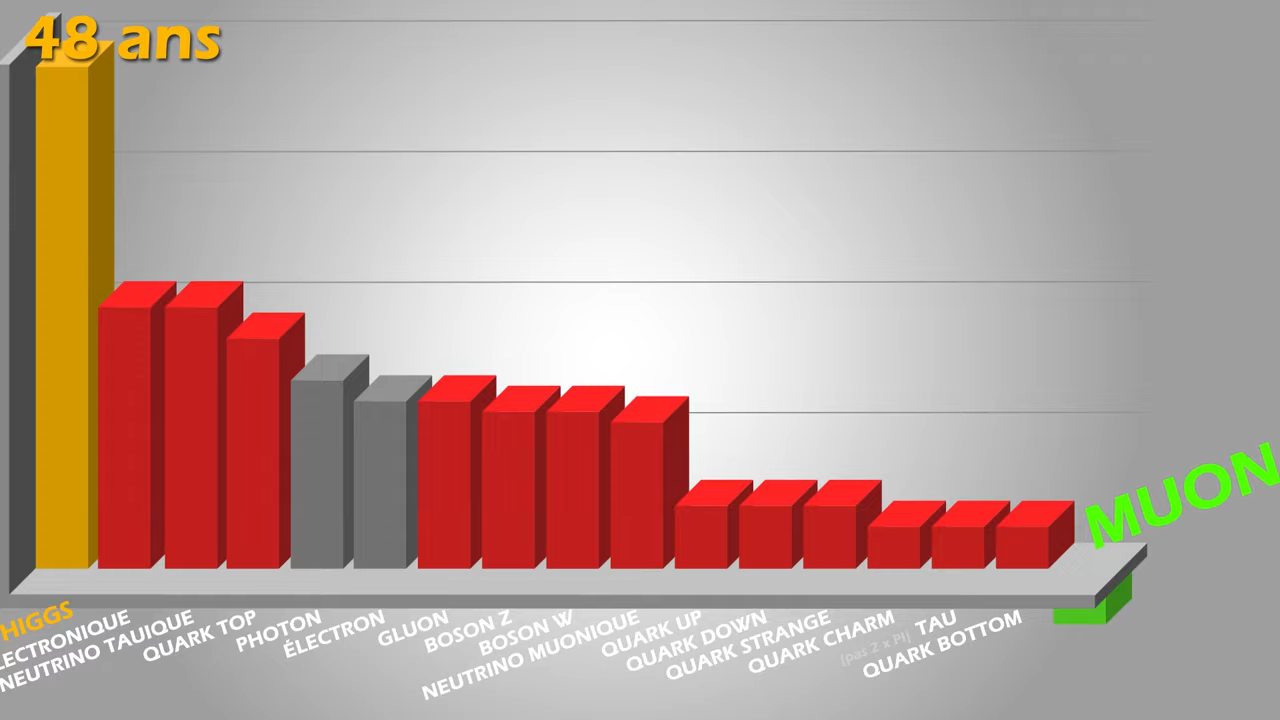 48 ans
MUON
HIGGS
LECTRONIQUE
NEUTRINO TAUIQUE
QUARK TOP
PHOTON
ÉLECTRON
GLUON
BOSON Z
BOSON W
NEUTRINO MUONIQUE
QUARK UP
QUARK DOWN
QUARK STRANGE
QUARK CHARM
(pas 2 x PI) TAU
QUARK BOTTOM